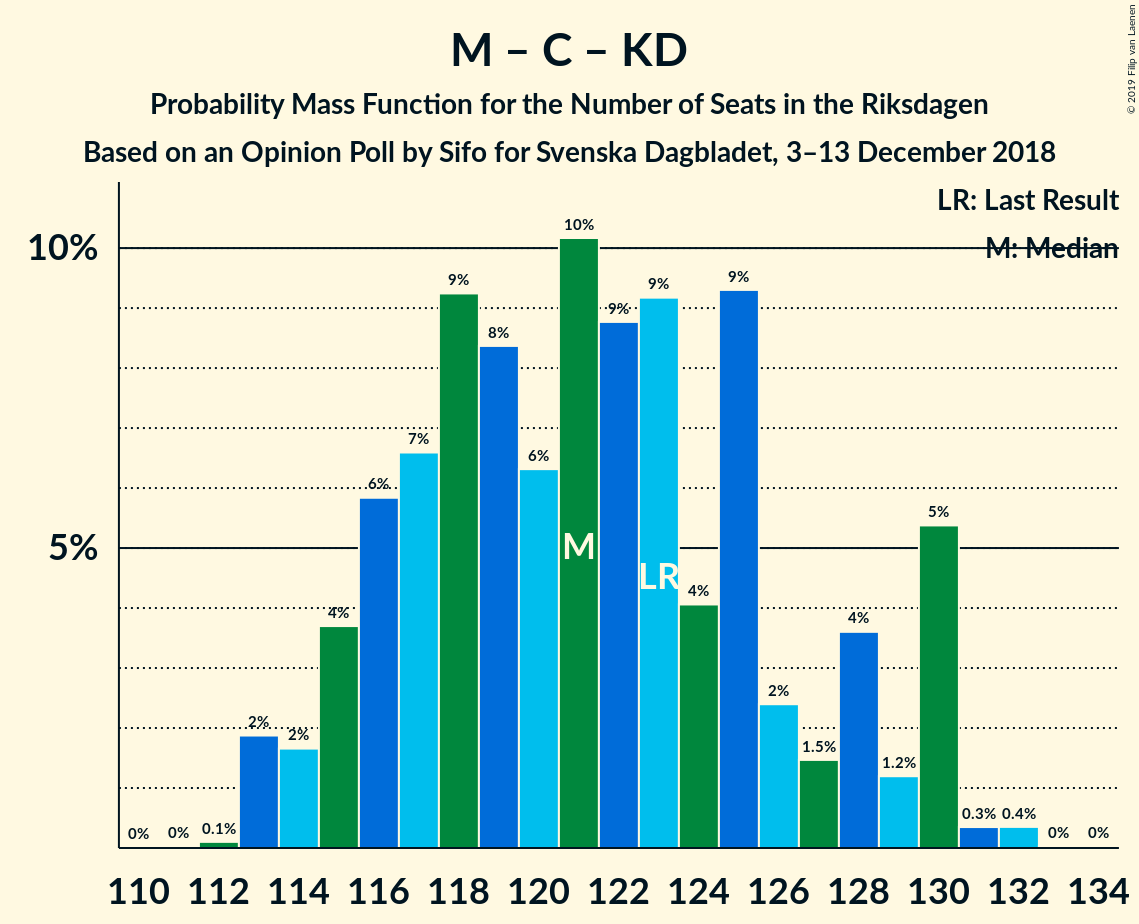 M – C – KD
Probability Mass Function for the Number of Seats in the Riksdagen
Based on an Opinion Poll by Sifo for Svenska Dagbladet, 3–13 December 2018
© 2019 Filip van Laenen
LR: Last Result
M: Median
10%
5%
0% 0% 0.1% 2% 2% 4% 6% 7% 9% 8% 6% 10% 9% 9% 4% 9% 2% 1.5% 4% 1.2% 5% 0.3% 0.4% 0% 0%
M
LR
110 112 114 116 118 120 122 124 126 128 130 132 134